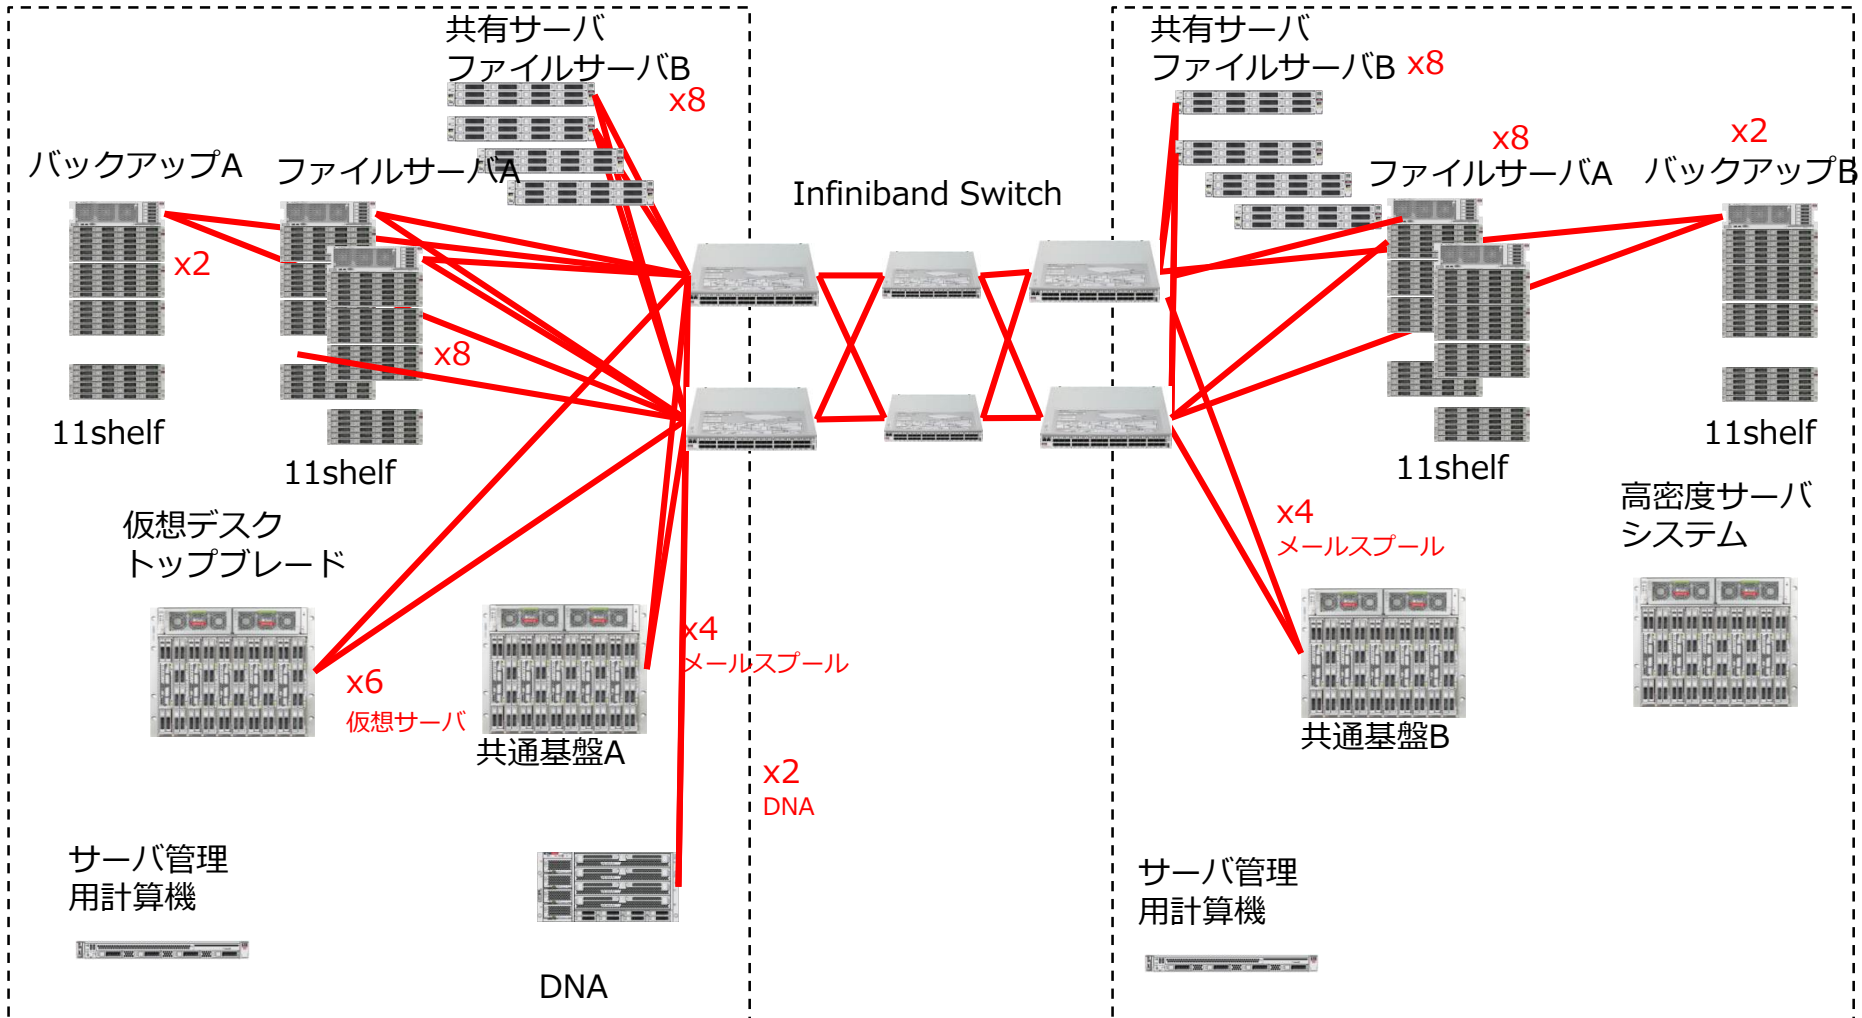 共有サーバ
ファイルサーバB
x8
バックアップA
ファイルサーバA
x2
x8
11shelf
11shelf
仮想デスク
トップブレード
x6
仮想サーバ
共通基盤A
x4
メールスプール
x2
DNA
サーバ管理
用計算機
DNA
Infiniband Switch
共有サーバ
ファイルサーバB x8
x8
ファイルサーバA
x2
バックアップB
11shelf
11shelf
x4
メールスプール
高密度サーバ
システム
共通基盤B
サーバ管理
用計算機